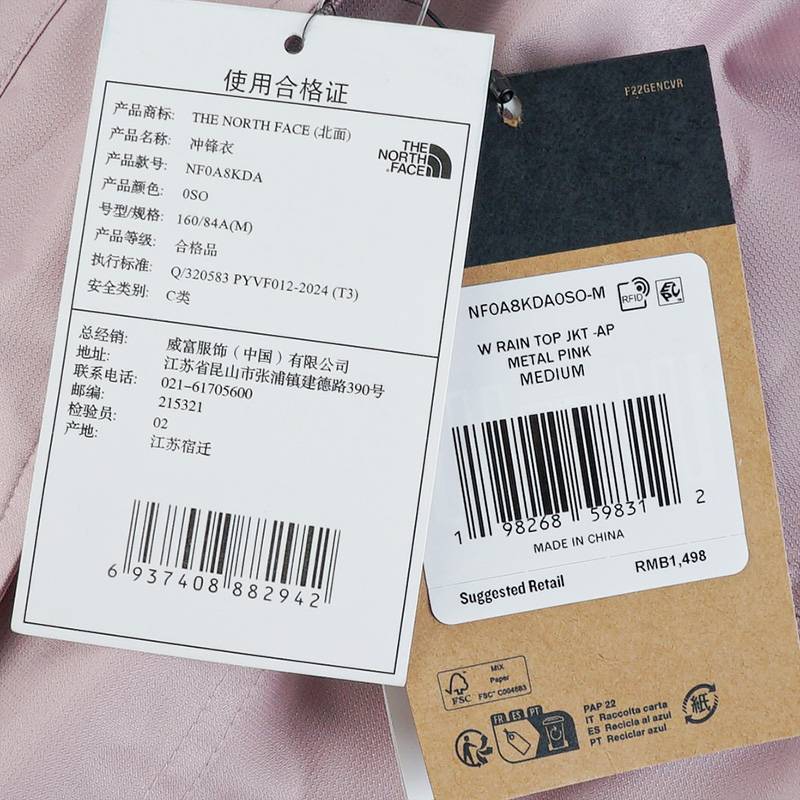 使用合格证
产品商标: THE NORTH FACE (北面)
产品名称: 冲锋衣
产品款号: NF0A8KDA
产品颜色: 0SO
号型/规格: 160/84A(M)
产品等级: 合格品
执行标准: Q/320583 PYVF012-2024 (T3)
安全类别: C类
THE
NORTH
FACE
总经销: 威富服饰（中国）有限公司
地址: 江苏省昆山市张浦镇建德路390号
联系电话: 021-61705600
邮编: 215321
检验员: 02
产地: 江苏宿迁
6 937408 882942
F22GENCVR
NF0A8KDA0SO-M
RFID
W RAIN TOP JKT -AP
METAL PINK
MEDIUM
1 98268 59831 2
MADE IN CHINA
Suggested Retail RMB1,498
FSC
MIX
Paper
FSC® C004883
FR ES PT
PAP 22
IT Raccolta carta
ES Recicla al azul
PT Reciclar azul
紙